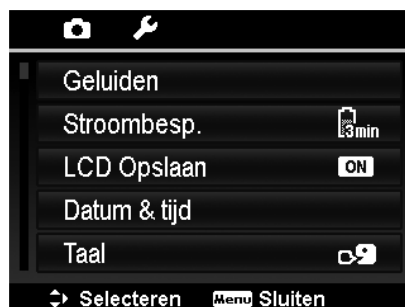 Geluiden
Stroombesp. 3min
LCD Opslaan ON
Datum & tijd
Taal
Selecteren Menu Sluiten